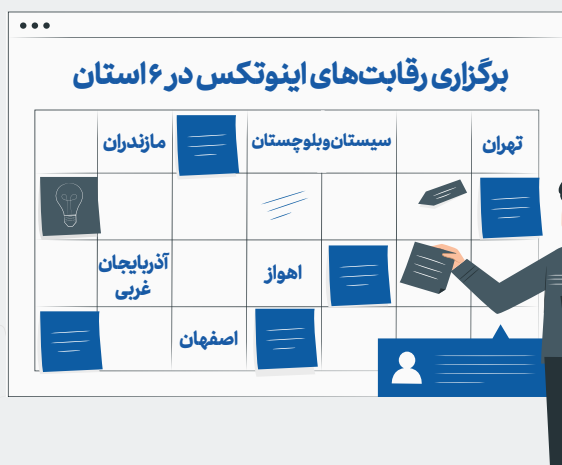 برگزاری رقابت‌های اینوتکس در ۶ استان
تهران
سیستان‌وبلوچستان
مازندران
اهواز
آذربایجان
غربی
اصفهان